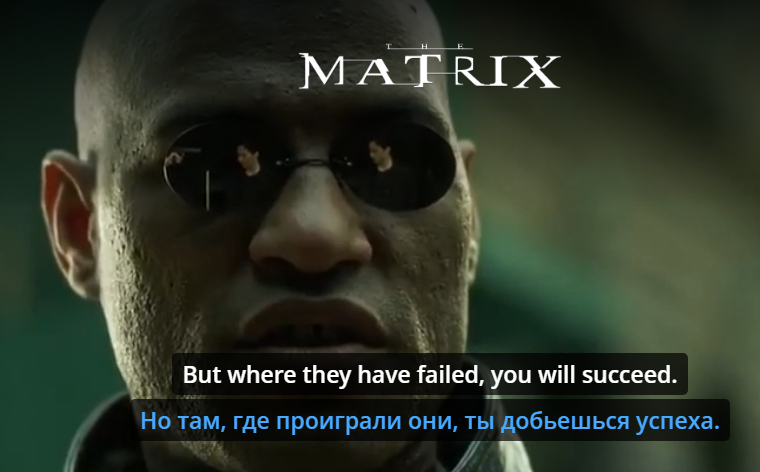 THE
MATRIX
But where they have failed, you will succeed.
Но там, где проиграли они, ты добьешься успеха.